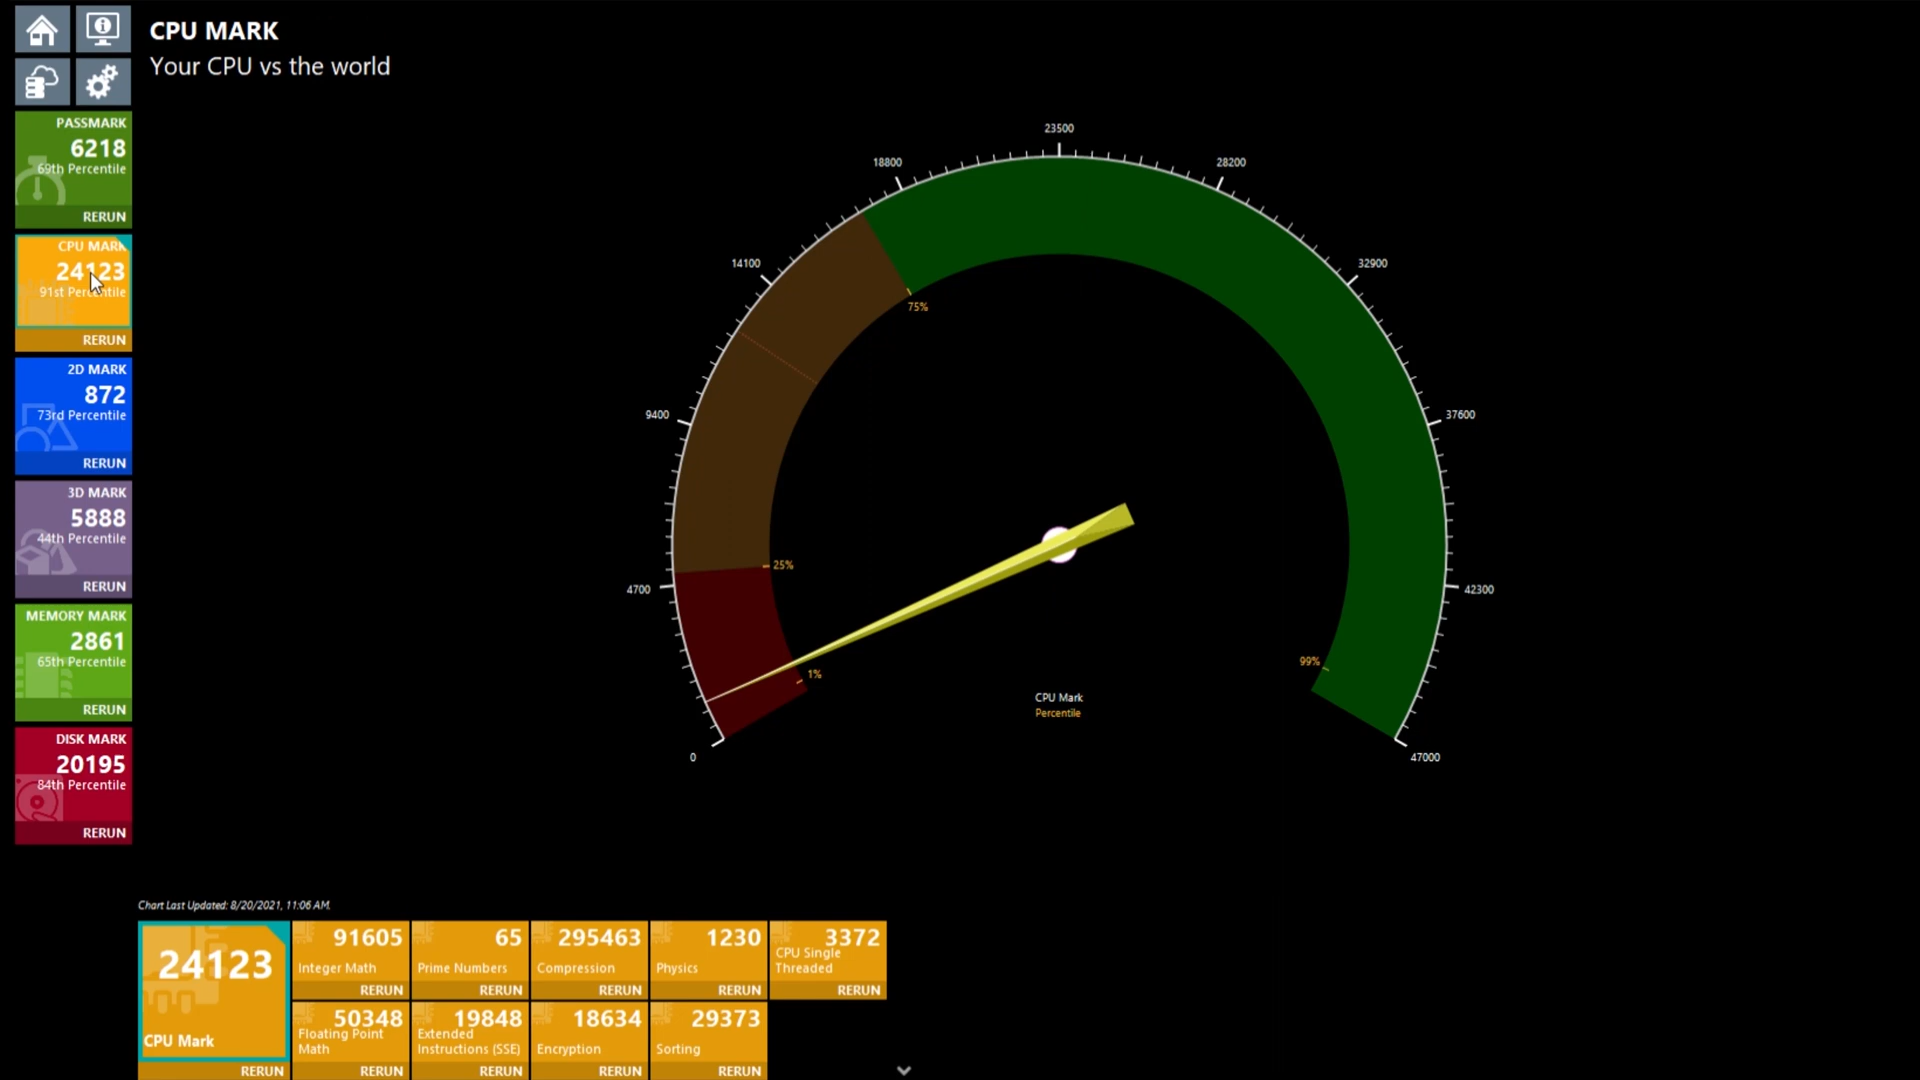 CPU MARK
Your CPU vs the world
PASSMARK
6218
69th Percentile
RERUN
CPU MARK
24123
91st Percentile
RERUN
2D MARK
872
73rd Percentile
RERUN
3D MARK
5888
44th Percentile
RERUN
MEMORY MARK
2861
65th Percentile
RERUN
DISK MARK
20195
84th Percentile
RERUN
0
4700
9400
14100
18800
23500
28200
32900
37600
42300
47000
1%
25%
75%
99%
CPU Mark
Percentile
Chart Last Updated: 8/20/2021, 11:06 AM.
24123
CPU Mark
RERUN
91605
Integer Math
RERUN
65
Prime Numbers
RERUN
295463
Compression
RERUN
1230
Physics
RERUN
3372
CPU Single
Threaded
RERUN
50348
Floating Point
Math
RERUN
19848
Extended
Instructions (SSE)
RERUN
18634
Encryption
RERUN
29373
Sorting
RERUN